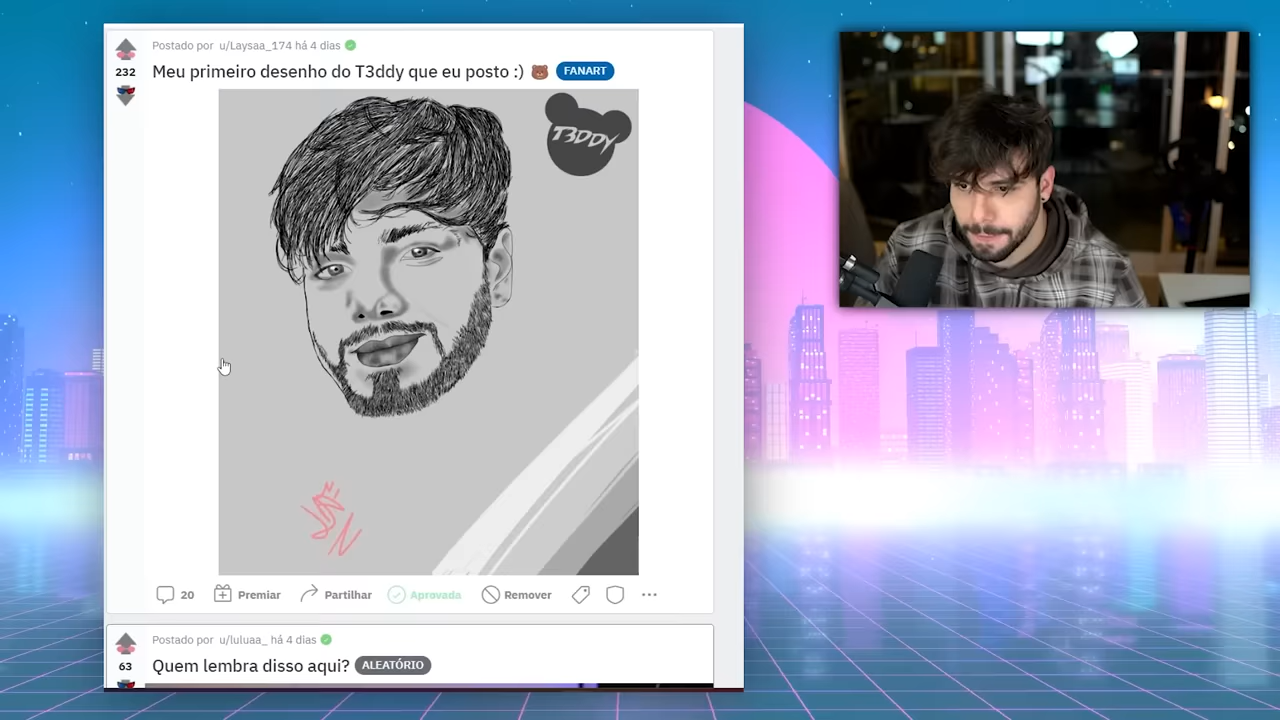 Postado por u/Laysaa_174 há 4 dias
232
Meu primeiro desenho do T3ddy que eu posto :) FANART
T3DDY
20 Premiar Partilhar Aprovada Remover
Postado por u/luluaa_ há 4 dias
63
Quem lembra disso aqui? ALEATÓRIO